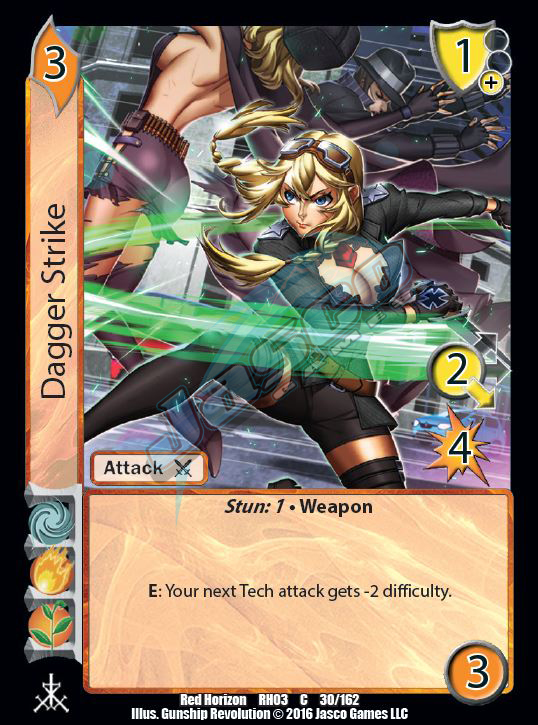 3
1
+
Dagger Strike
2
4
Attack
Stun: 1 • Weapon
E: Your next Tech attack gets -2 difficulty.
3
Red Horizon RH03 C 30/162
Illus. Gunship Revolution © 2016 Jasco Games LLC